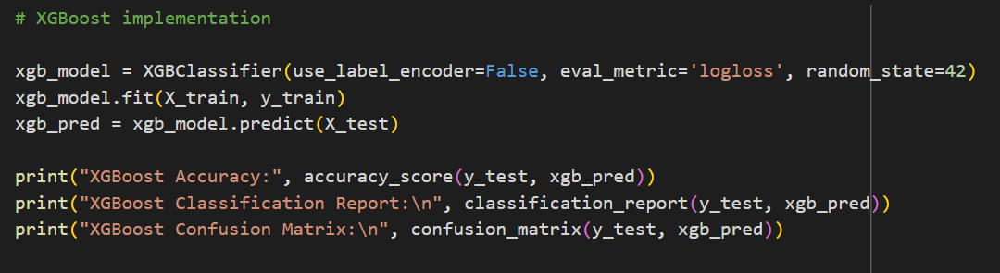 # XGBoost implementation
xgb_model = XGBClassifier(use_label_encoder=False, eval_metric='logloss', random_state=42)
xgb_model.fit(X_train, y_train)
xgb_pred = xgb_model.predict(X_test)
print("XGBoost Accuracy:", accuracy_score(y_test, xgb_pred))
print("XGBoost Classification Report:\n", classification_report(y_test, xgb_pred))
print("XGBoost Confusion Matrix:\n", confusion_matrix(y_test, xgb_pred))